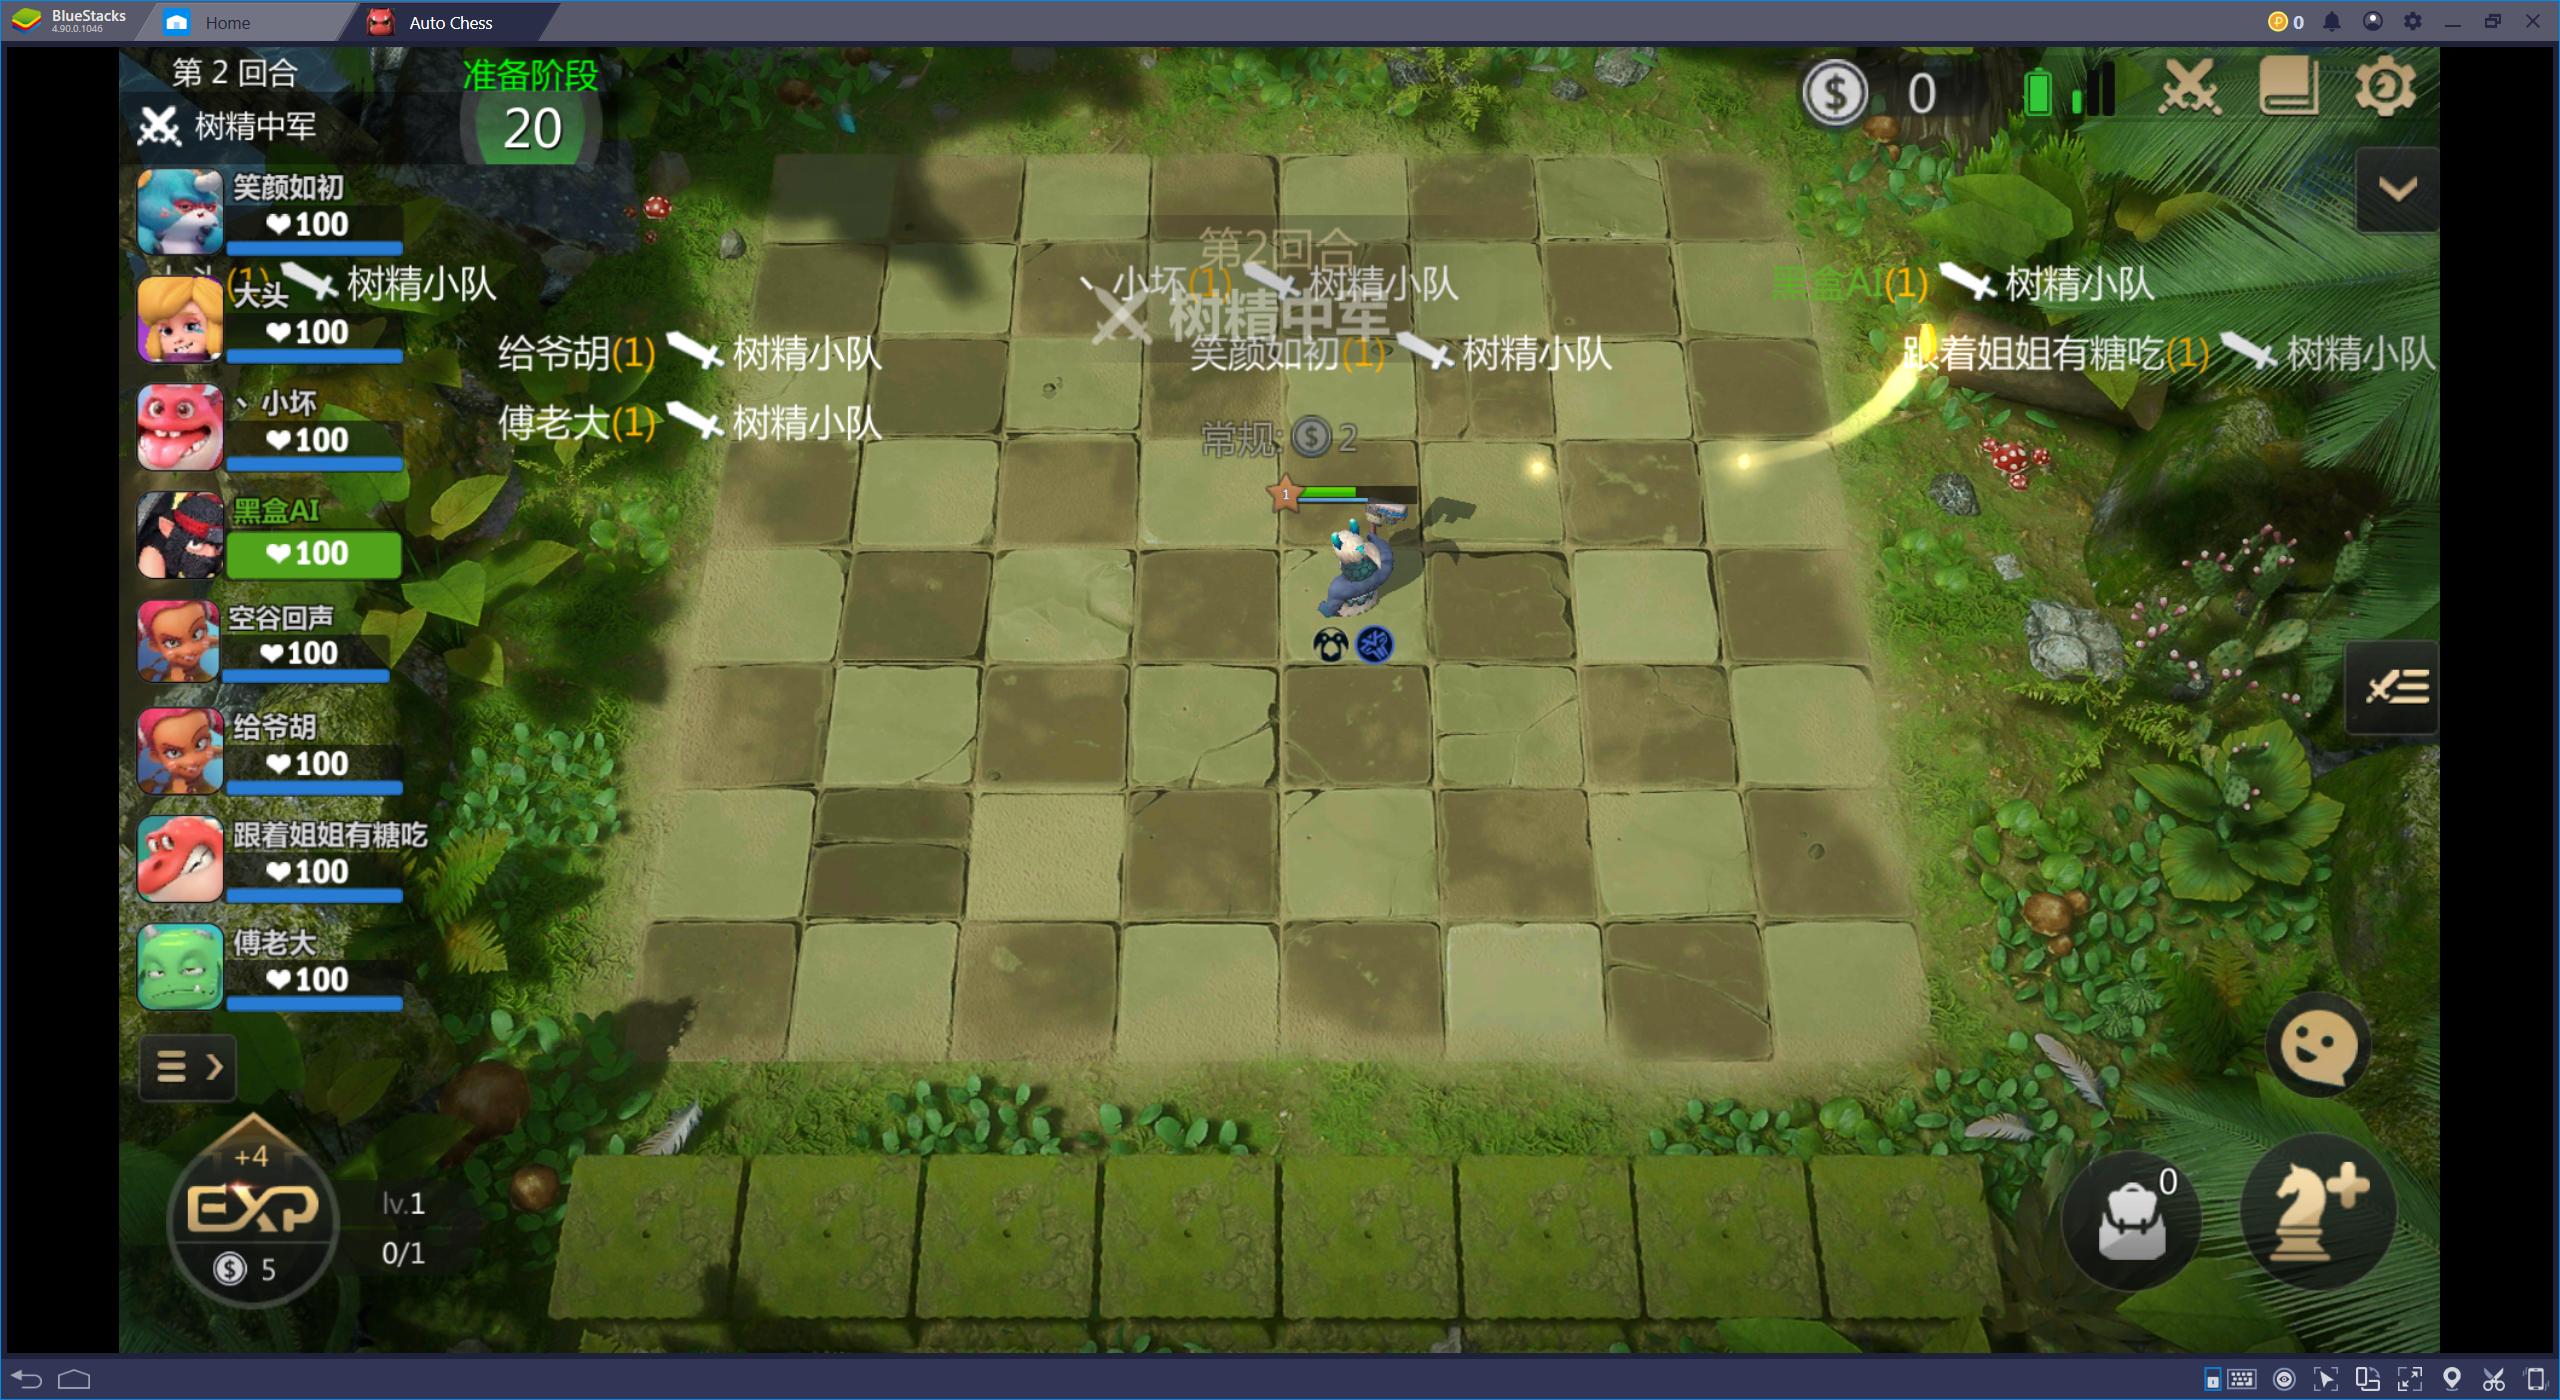 BlueStacks
4.90.0.1046
Home
Auto Chess
0
第 2 回合
准备阶段
树精中军
20
0
笑颜如初
100
(1) 树精小队
大头
100
丶小坏
100
黑盒AI
100
空谷回声
100
给爷胡
100
跟着姐姐有糖吃
100
傅老大
100
第2回合
丶小坏(1) 树精小队
黑盒AI(1) 树精小队
树精中军
给爷胡(1) 树精小队
笑颜如初(1) 树精小队
跟着姐姐有糖吃(1) 树精小队
傅老大(1) 树精小队
常规: $ 2
1
+4
EXP
$ 5
lv.1
0/1
0